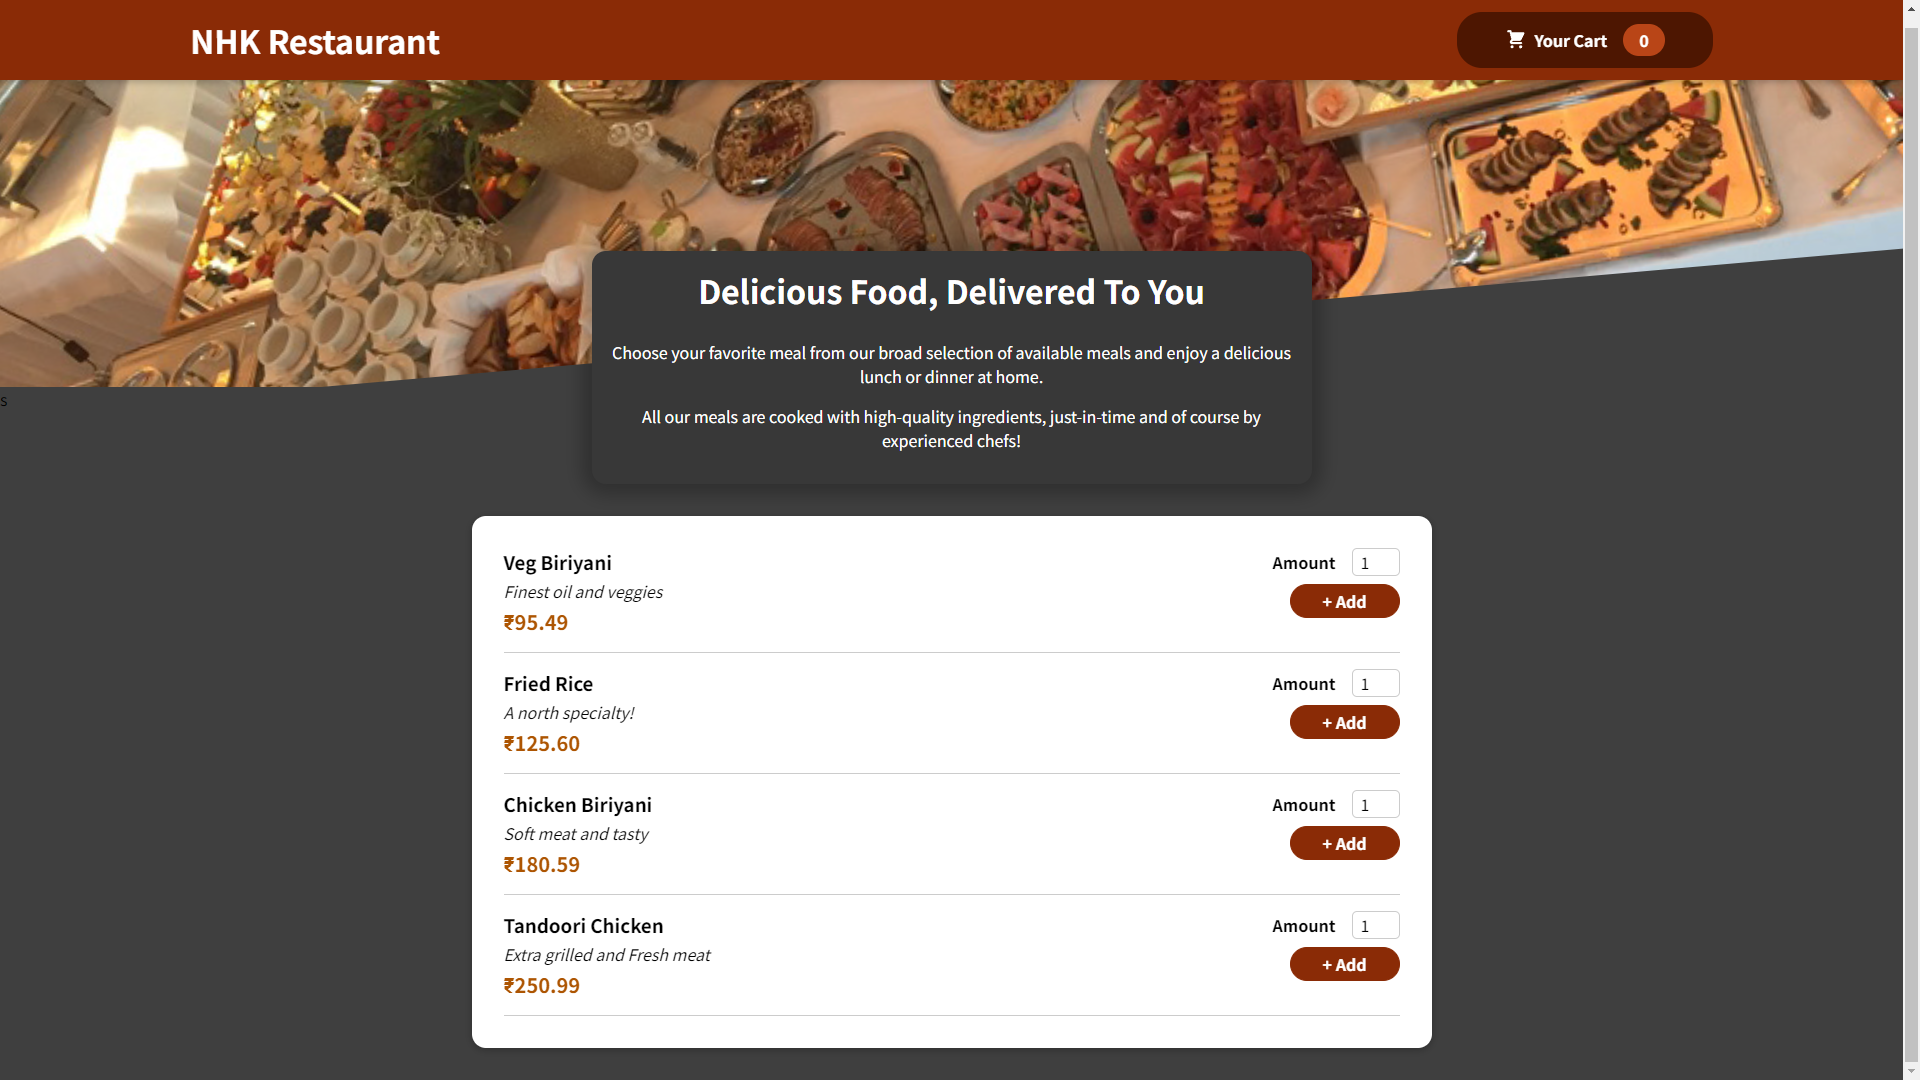 NHK Restaurant
Your Cart 0
Delicious Food, Delivered To You
Choose your favorite meal from our broad selection of available meals and enjoy a delicious
lunch or dinner at home.
s
All our meals are cooked with high-quality ingredients, just-in-time and of course by
experienced chefs!
Veg Biriyani
Amount 1
Finest oil and veggies
+ Add
₹95.49
Fried Rice
Amount 1
A north specialty!
+ Add
₹125.60
Chicken Biriyani
Amount 1
Soft meat and tasty
+ Add
₹180.59
Tandoori Chicken
Amount 1
Extra grilled and Fresh meat
+ Add
₹250.99